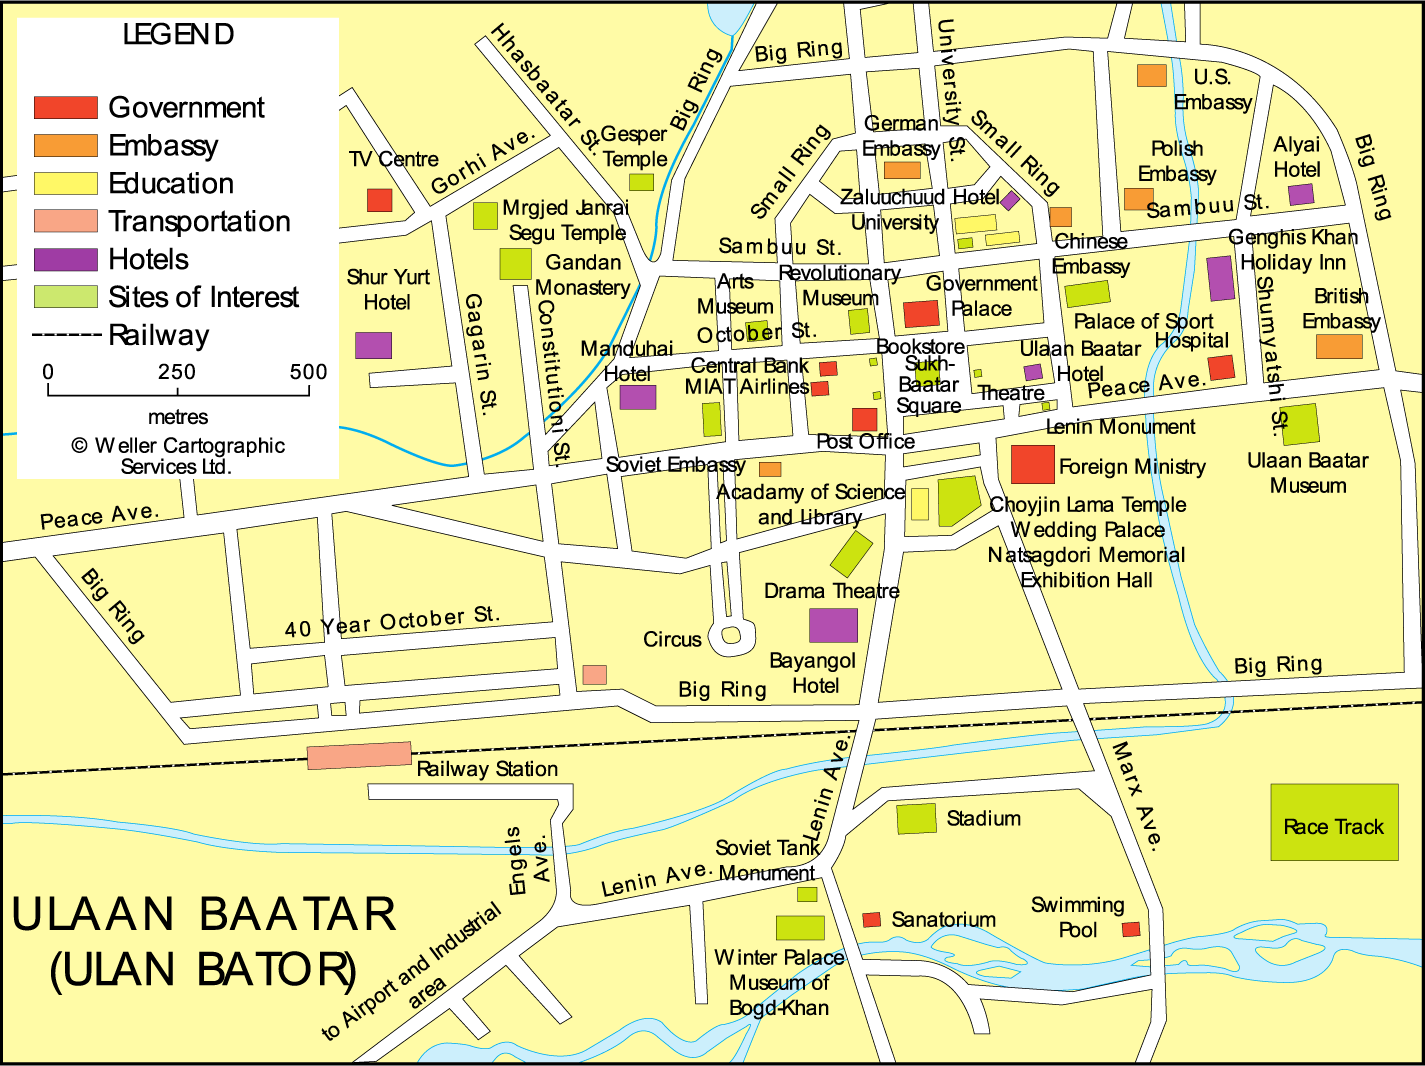 LEGEND
Government
Embassy
Education
Transportation
Hotels
Sites of Interest
Railway
0 250 500
metres
© Weller Cartographic
Services Ltd.
Hhasbaatar St.
Big Ring
Big Ring
University St.
U.S.
Embassy
Gesper
Temple
German
Embassy
Small Ring
Small Ring
Polish
Embassy
Alyai
Hotel
Big Ring
TV Centre
Gorhi Ave.
Mrgjed Janrai
Segu Temple
Zaluuchuud Hotel
University
Sambuu St.
Sambuu St.
Chinese
Embassy
Genghis Khan
Holiday Inn
Gandan
Monastery
Shur Yurt
Hotel
Arts
Museum
Revolutionary
Museum
Government
Palace
Shumyatshi St.
British
Embassy
Gagarin St.
Constitutioni St.
October St.
Palace of Sport
Hospital
Manduhai
Hotel
Central Bank
MIAT Airlines
Bookstore
Sukh-
Baatar
Square
Ulaan Baatar
Hotel
Theatre
Peace Ave.
Post Office
Lenin Monument
Soviet Embassy
Foreign Ministry
Ulaan Baatar
Museum
Acadamy of Science
and Library
Choyjin Lama Temple
Wedding Palace
Natsagdori Memorial
Exhibition Hall
Peace Ave.
Big Ring
40 Year October St.
Drama Theatre
Circus
Bayangol
Hotel
Big Ring
Big Ring
Railway Station
Lenin Ave.
Marx Ave.
Stadium
Race Track
Engels
Ave.
Soviet Tank
Monument
Lenin Ave.
ULAAN BAATAR
(ULAN BATOR)
to Airport and Industrial
area
Sanatorium
Swimming
Pool
Winter Palace
Museum of
Bogd-Khan